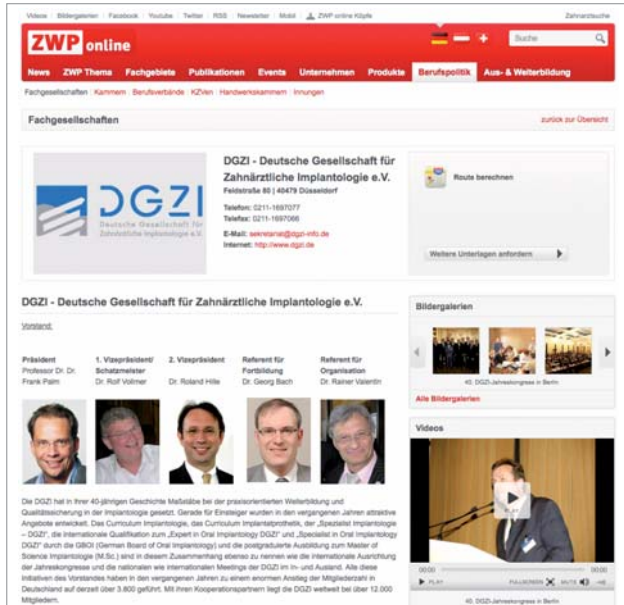 Videos | Bildergalerien | Facebook | Youtube | Twitter | RSS | Newsletter | Mobil | ZWP online Köpfe
Zahnarztsuche
ZWP online
Suche
News ZWP Thema Fachgebiete Publikationen Events Unternehmen Produkte Berufspolitik Aus- & Weiterbildung
Fachgesellschaften Kammern Berufsverbände KZVen Handwerkskammern Innungen
Fachgesellschaften
zurück zur Übersicht
DGZI
Deutsche Gesellschaft für
Zahnärztliche Implantologie e.V.
DGZI - Deutsche Gesellschaft für
Zahnärztliche Implantologie e.V.
Feldstraße 80 | 40479 Düsseldorf
Telefon: 0211-1697077
Telefax: 0211-1697066
E-Mail: sekretariat@dgzi-info.de
Internet: http://www.dgzi.de
Route berechnen
Weitere Unterlagen anfordern
DGZI - Deutsche Gesellschaft für Zahnärztliche Implantologie e.V.
Vorstand:
Präsident
Professor Dr. Dr.
Frank Palm
1. Vizepräsident/
Schatzmeister
Dr. Rolf Vollmer
2. Vizepräsident
Dr. Roland Hille
Referent für
Fortbildung
Dr. Georg Bach
Referent für
Organisation
Dr. Rainer Valentin
Die DGZI hat in ihrer 40-jährigen Geschichte Maßstäbe bei der praxisorientierten Weiterbildung und
Qualitätssicherung in der Implantologie gesetzt. Gerade für Einsteiger wurden in den vergangenen Jahren attraktive
Angebote entwickelt. Das Curriculum Implantologie, das Curriculum Implantatprothetik, der „Spezialist Implantologie
– DGZI", die internationale Qualifikation zum „Expert in Oral Implantology DGZI" und „Specialist in Oral Implantology
DGZI" durch die GBOI (German Board of Oral Implantology) und die postgraduierte Ausbildung zum Master of
Science Implantologie (M.Sc.) sind in diesem Zusammenhang ebenso zu nennen wie die internationale Ausrichtung
der Jahreskongresse und die nationalen wie internationalen Meetings der DGZI im In- und Ausland. Alle diese
Initiativen des Vorstandes haben in den vergangenen Jahren zu einem enormen Anstieg der Mitgliederzahl in
Deutschland auf derzeit über 3.800 geführt. Mit ihren Kooperationspartnern liegt die DGZI weltweit bei über 12.000
Mitgliedern.
Bildergalerien
40. DGZI-Jahreskongress in Berlin
Alle Bildergalerien
Videos
PLAY
00:00
00:00
PLAY
FULLSCREEN
MUTE
40. DGZI-Jahreskongress in Berlin